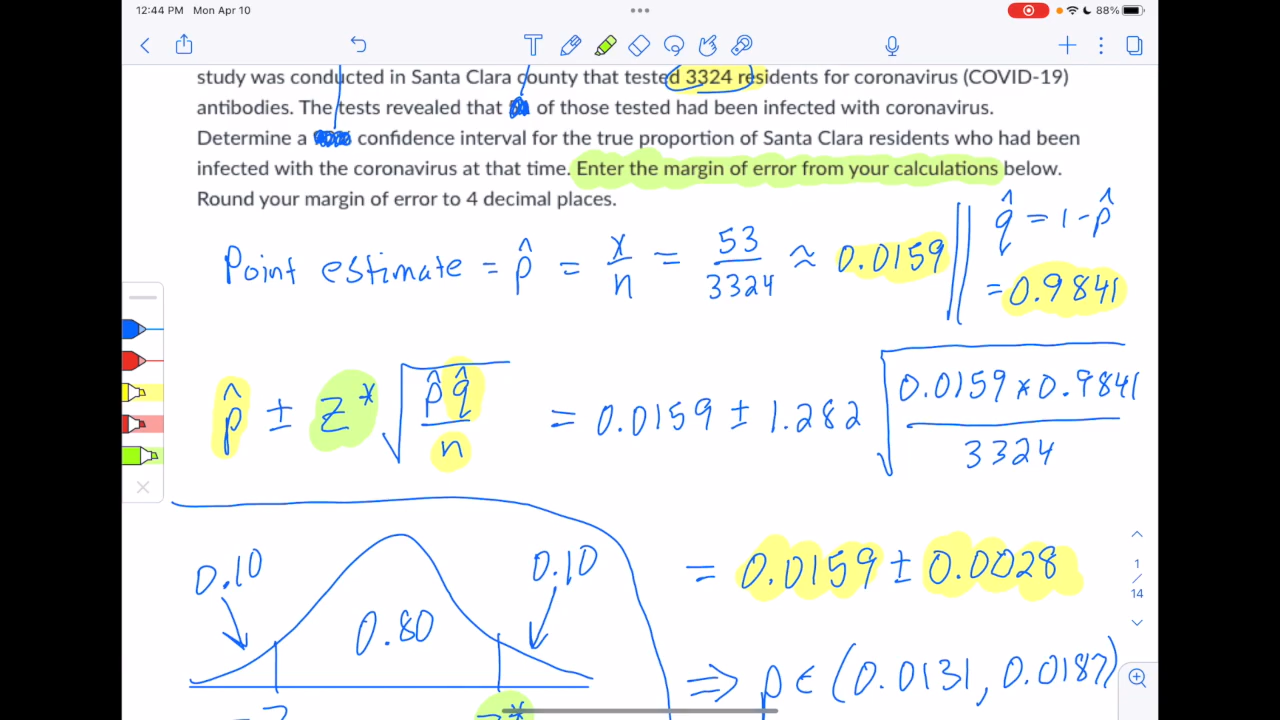 12:44 PM Mon Apr 10
88%
study was conducted in Santa Clara county that tested 3324 residents for coronavirus (COVID-19)
antibodies. The tests revealed that of those tested had been infected with coronavirus.
Determine a confidence interval for the true proportion of Santa Clara residents who had been
infected with the coronavirus at that time. Enter the margin of error from your calculations below.
Round your margin of error to 4 decimal places.
Point estimate = p̂ = x/n = 53/3324 ≈ 0.0159
q̂ = 1-p̂
= 0.9841
p̂ ± z* √(p̂q̂/n) = 0.0159 ± 1.282 √(0.0159×0.9841/3324)
0.10 0.80 0.10
= 0.0159 ± 0.0028
⇒ p ∈ (0.0131, 0.0187)
z*
1
/
14